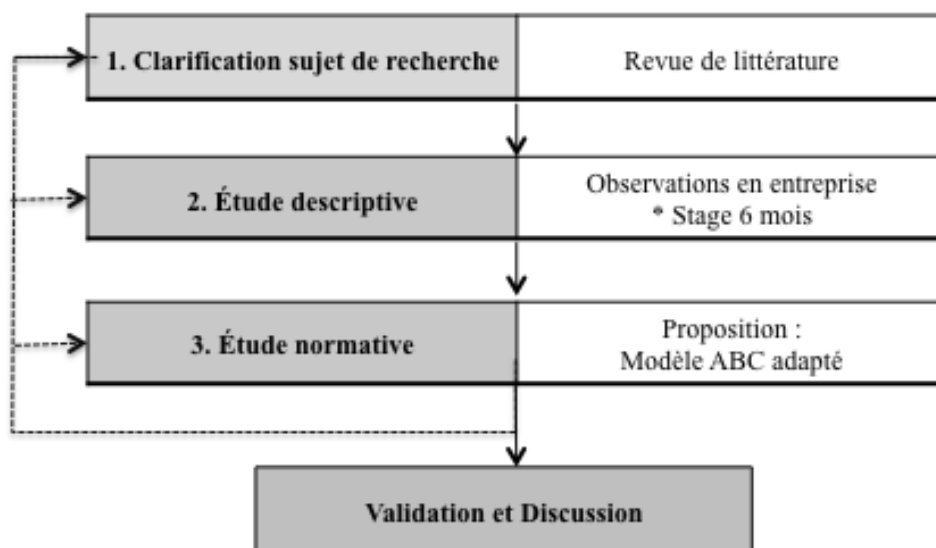 1. Clarification sujet de recherche
Revue de littérature
2. Étude descriptive
Observations en entreprise
* Stage 6 mois
3. Étude normative
Proposition :
Modèle ABC adapté
Validation et Discussion